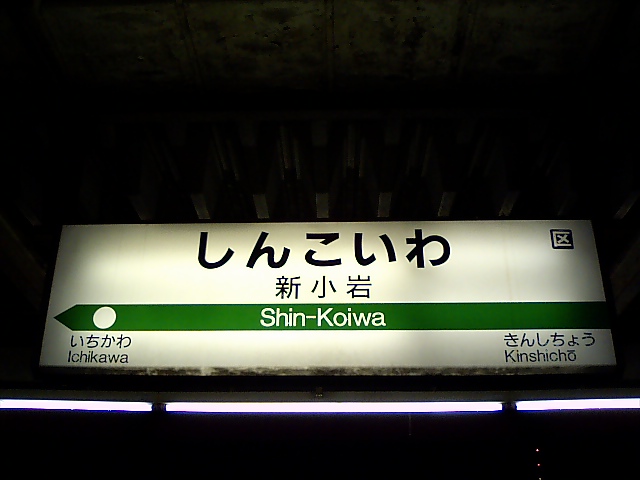 しんこいわ
区
新小岩
Shin-Koiwa
いちかわ
Ichikawa
きんしちょう
Kinshichō